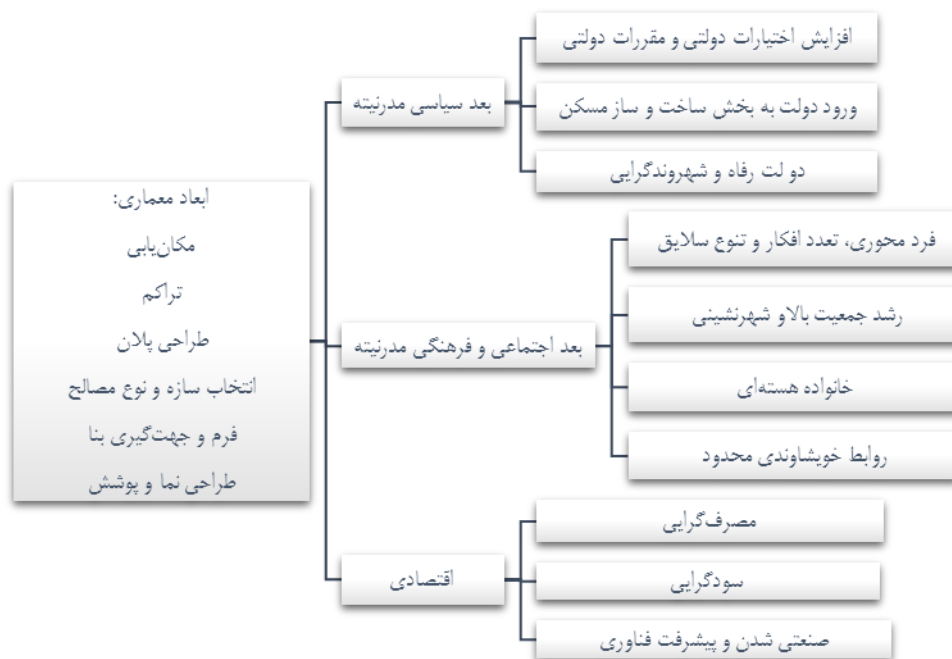 افزایش اختیارات دولتی و مقررات دولتی
بعد سیاسی مدرنیته
ورود دولت به بخش ساخت و ساز مسکن
دو لت رفاه و شهروندگرایی
ابعاد معماری:
مکان‌یابی
تراکم
طراحی پلان
انتخاب سازه و نوع مصالح
فرم و جهت‌گیری بنا
طراحی نما و پوشش
فرد محوری، تعدد افکار و تنوع سلایق
رشد جمعیت بالاو شهرنشینی
بعد اجتماعی و فرهنگی مدرنیته
خانواده هسته‌ای
روابط خویشاوندی محدود
مصرف‌گرایی
اقتصادی
سودگرایی
صنعتی شدن و پیشرفت فناوری